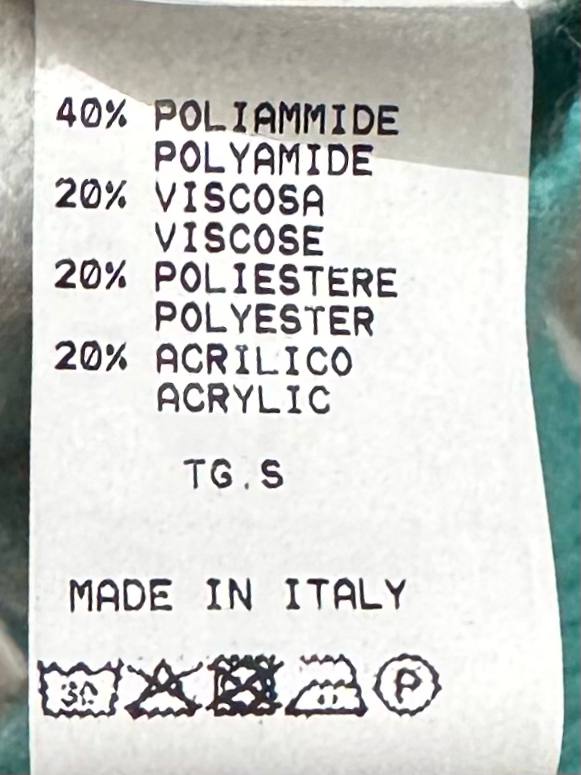 40% POLIAMMIDE
POLYAMIDE
20% VISCOSA
VISCOSE
20% POLIESTERE
POLYESTER
20% ACRILICO
ACRYLIC
TG.S
MADE IN ITALY
30 P